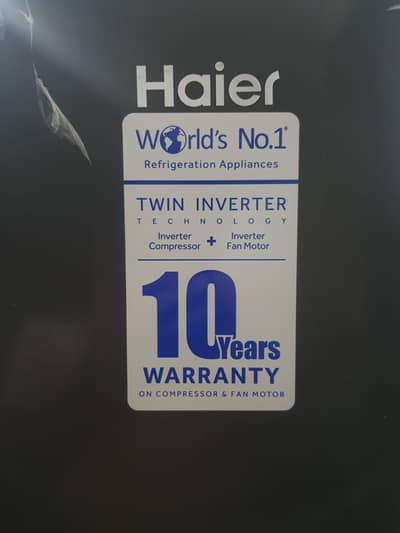 Haier
World's No.1®
Refrigeration Appliances
TWIN INVERTER
TECHNOLOGY
Inverter Compressor + Inverter Fan Motor
10 Years
WARRANTY
ON COMPRESSOR & FAN MOTOR